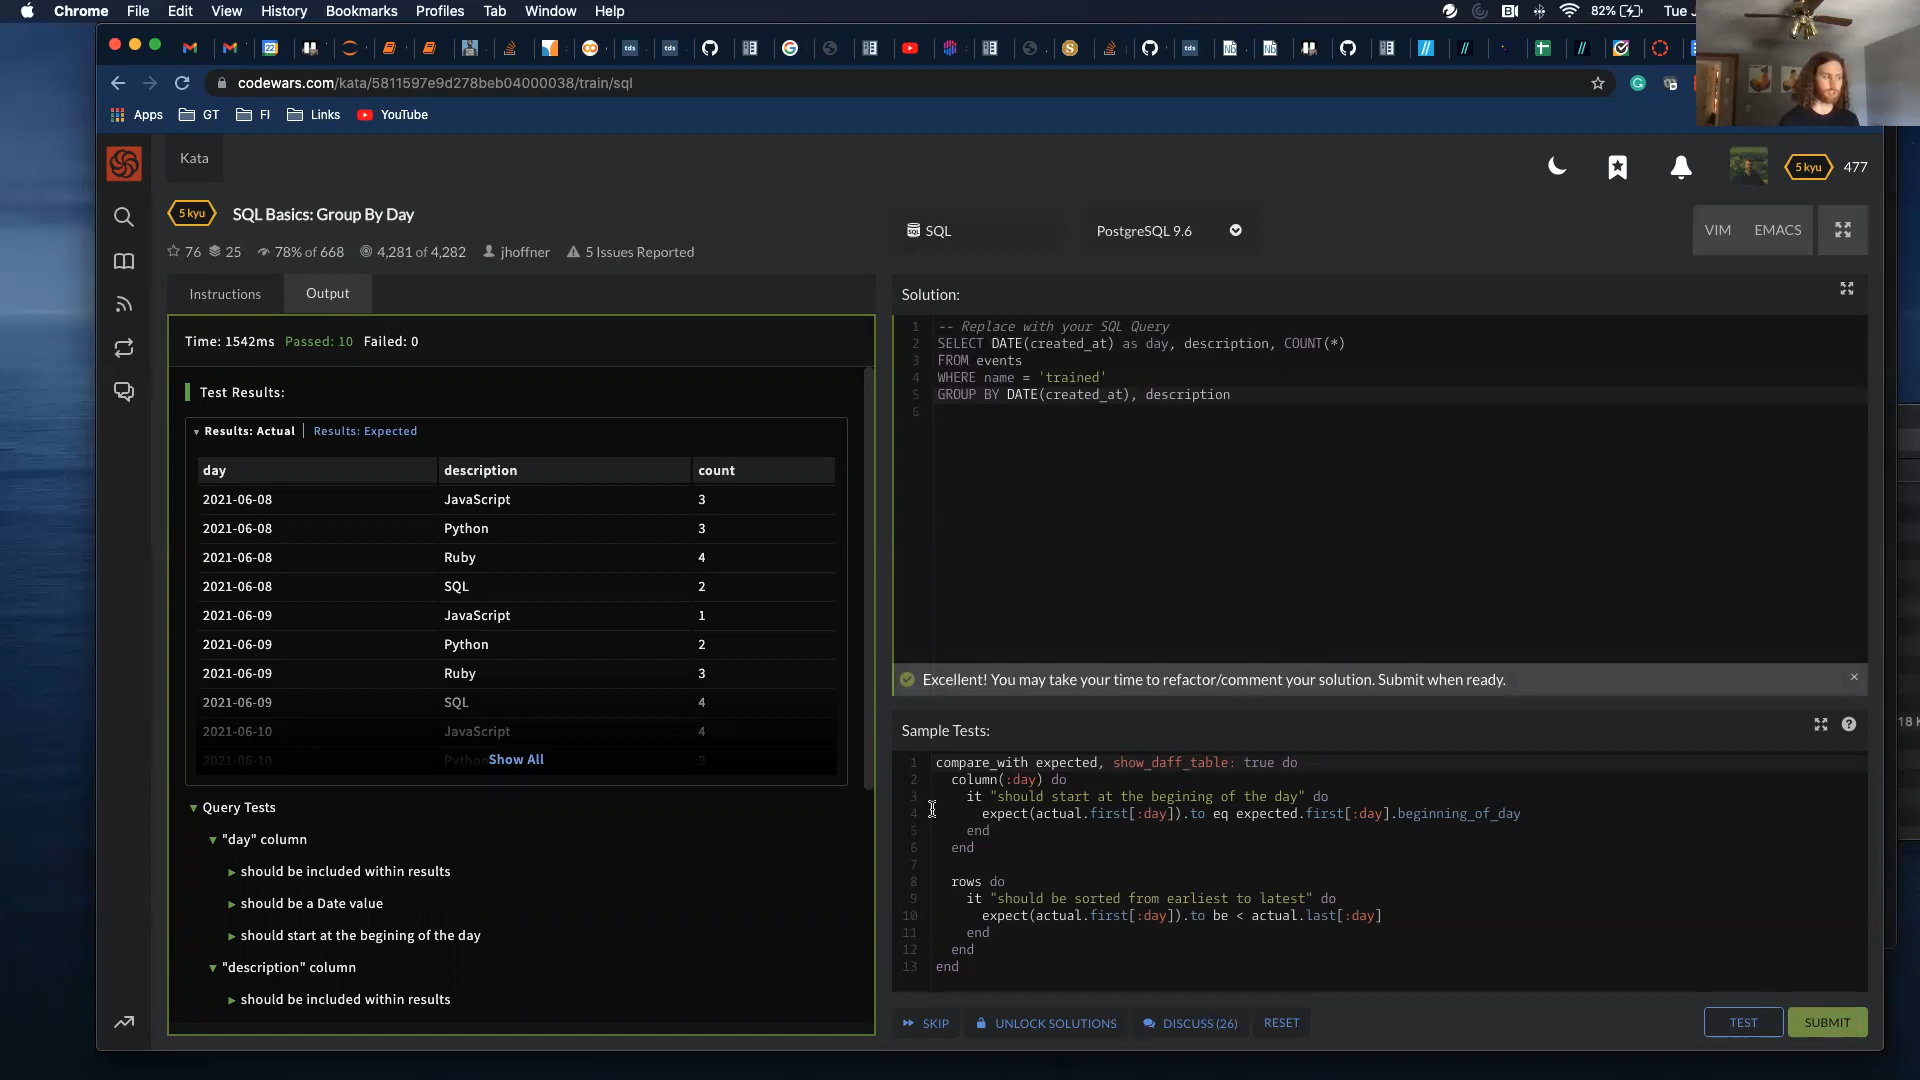 Chrome File Edit View History Bookmarks Profiles Tab Window Help 82% Tue
codewars.com/kata/5811597e9d278beb04000038/train/sql
Apps GT FI Links YouTube
Kata
5 kyu 477
5 kyu SQL Basics: Group By Day
76 25 78% of 668 4,281 of 4,282 jhoffner 5 Issues Reported
SQL PostgreSQL 9.6 VIM EMACS
Instructions Output
Time: 1542ms Passed: 10 Failed: 0
Test Results:
Results: Actual | Results: Expected
day description count
2021-06-08 JavaScript 3
2021-06-08 Python 3
2021-06-08 Ruby 4
2021-06-08 SQL 2
2021-06-09 JavaScript 1
2021-06-09 Python 2
2021-06-09 Ruby 3
2021-06-09 SQL 4
2021-06-10 JavaScript 4
2021-06-10 Python 3
Show All
Query Tests
"day" column
should be included within results
should be a Date value
should start at the begining of the day
"description" column
should be included within results
Solution:
1 -- Replace with your SQL Query
2 SELECT DATE(created_at) as day, description, COUNT(*)
3 FROM events
4 WHERE name = 'trained'
5 GROUP BY DATE(created_at), description
6
Excellent! You may take your time to refactor/comment your solution. Submit when ready.
Sample Tests:
1 compare_with expected, show_daff_table: true do
2 column(:day) do
3 it "should start at the begining of the day" do
4 expect(actual.first[:day]).to eq expected.first[:day].beginning_of_day
5 end
6 end
7
8 rows do
9 it "should be sorted from earliest to latest" do
10 expect(actual.first[:day]).to be < actual.last[:day]
11 end
12 end
13 end
SKIP UNLOCK SOLUTIONS DISCUSS (26) RESET TEST SUBMIT